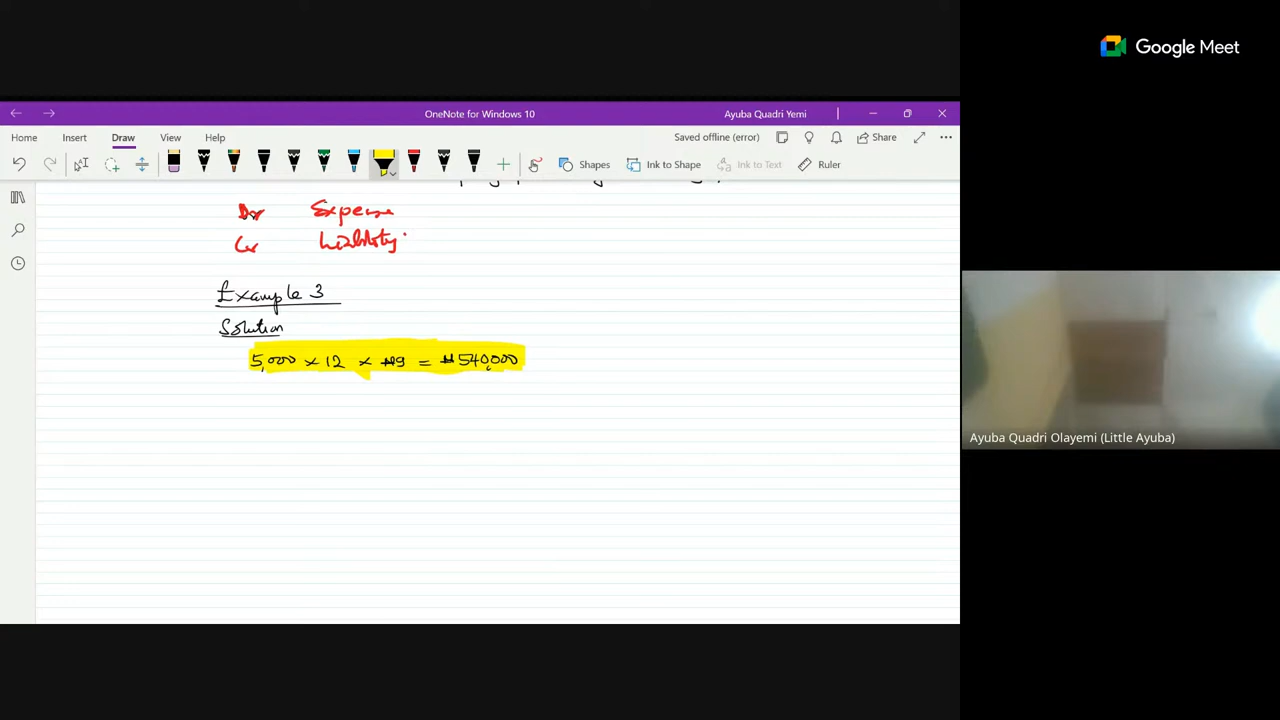 Google Meet
OneNote for Windows 10
Ayuba Quadri Yemi
Home Insert Draw View Help
Saved offline (error)
Share
Shapes
Ink to Shape
Ink to Text
Ruler
Dr Expense
Cr Liability
Example 3
Solution
5,000 × 12 × ₦9 = ₦540,000
Ayuba Quadri Olayemi (Little Ayuba)